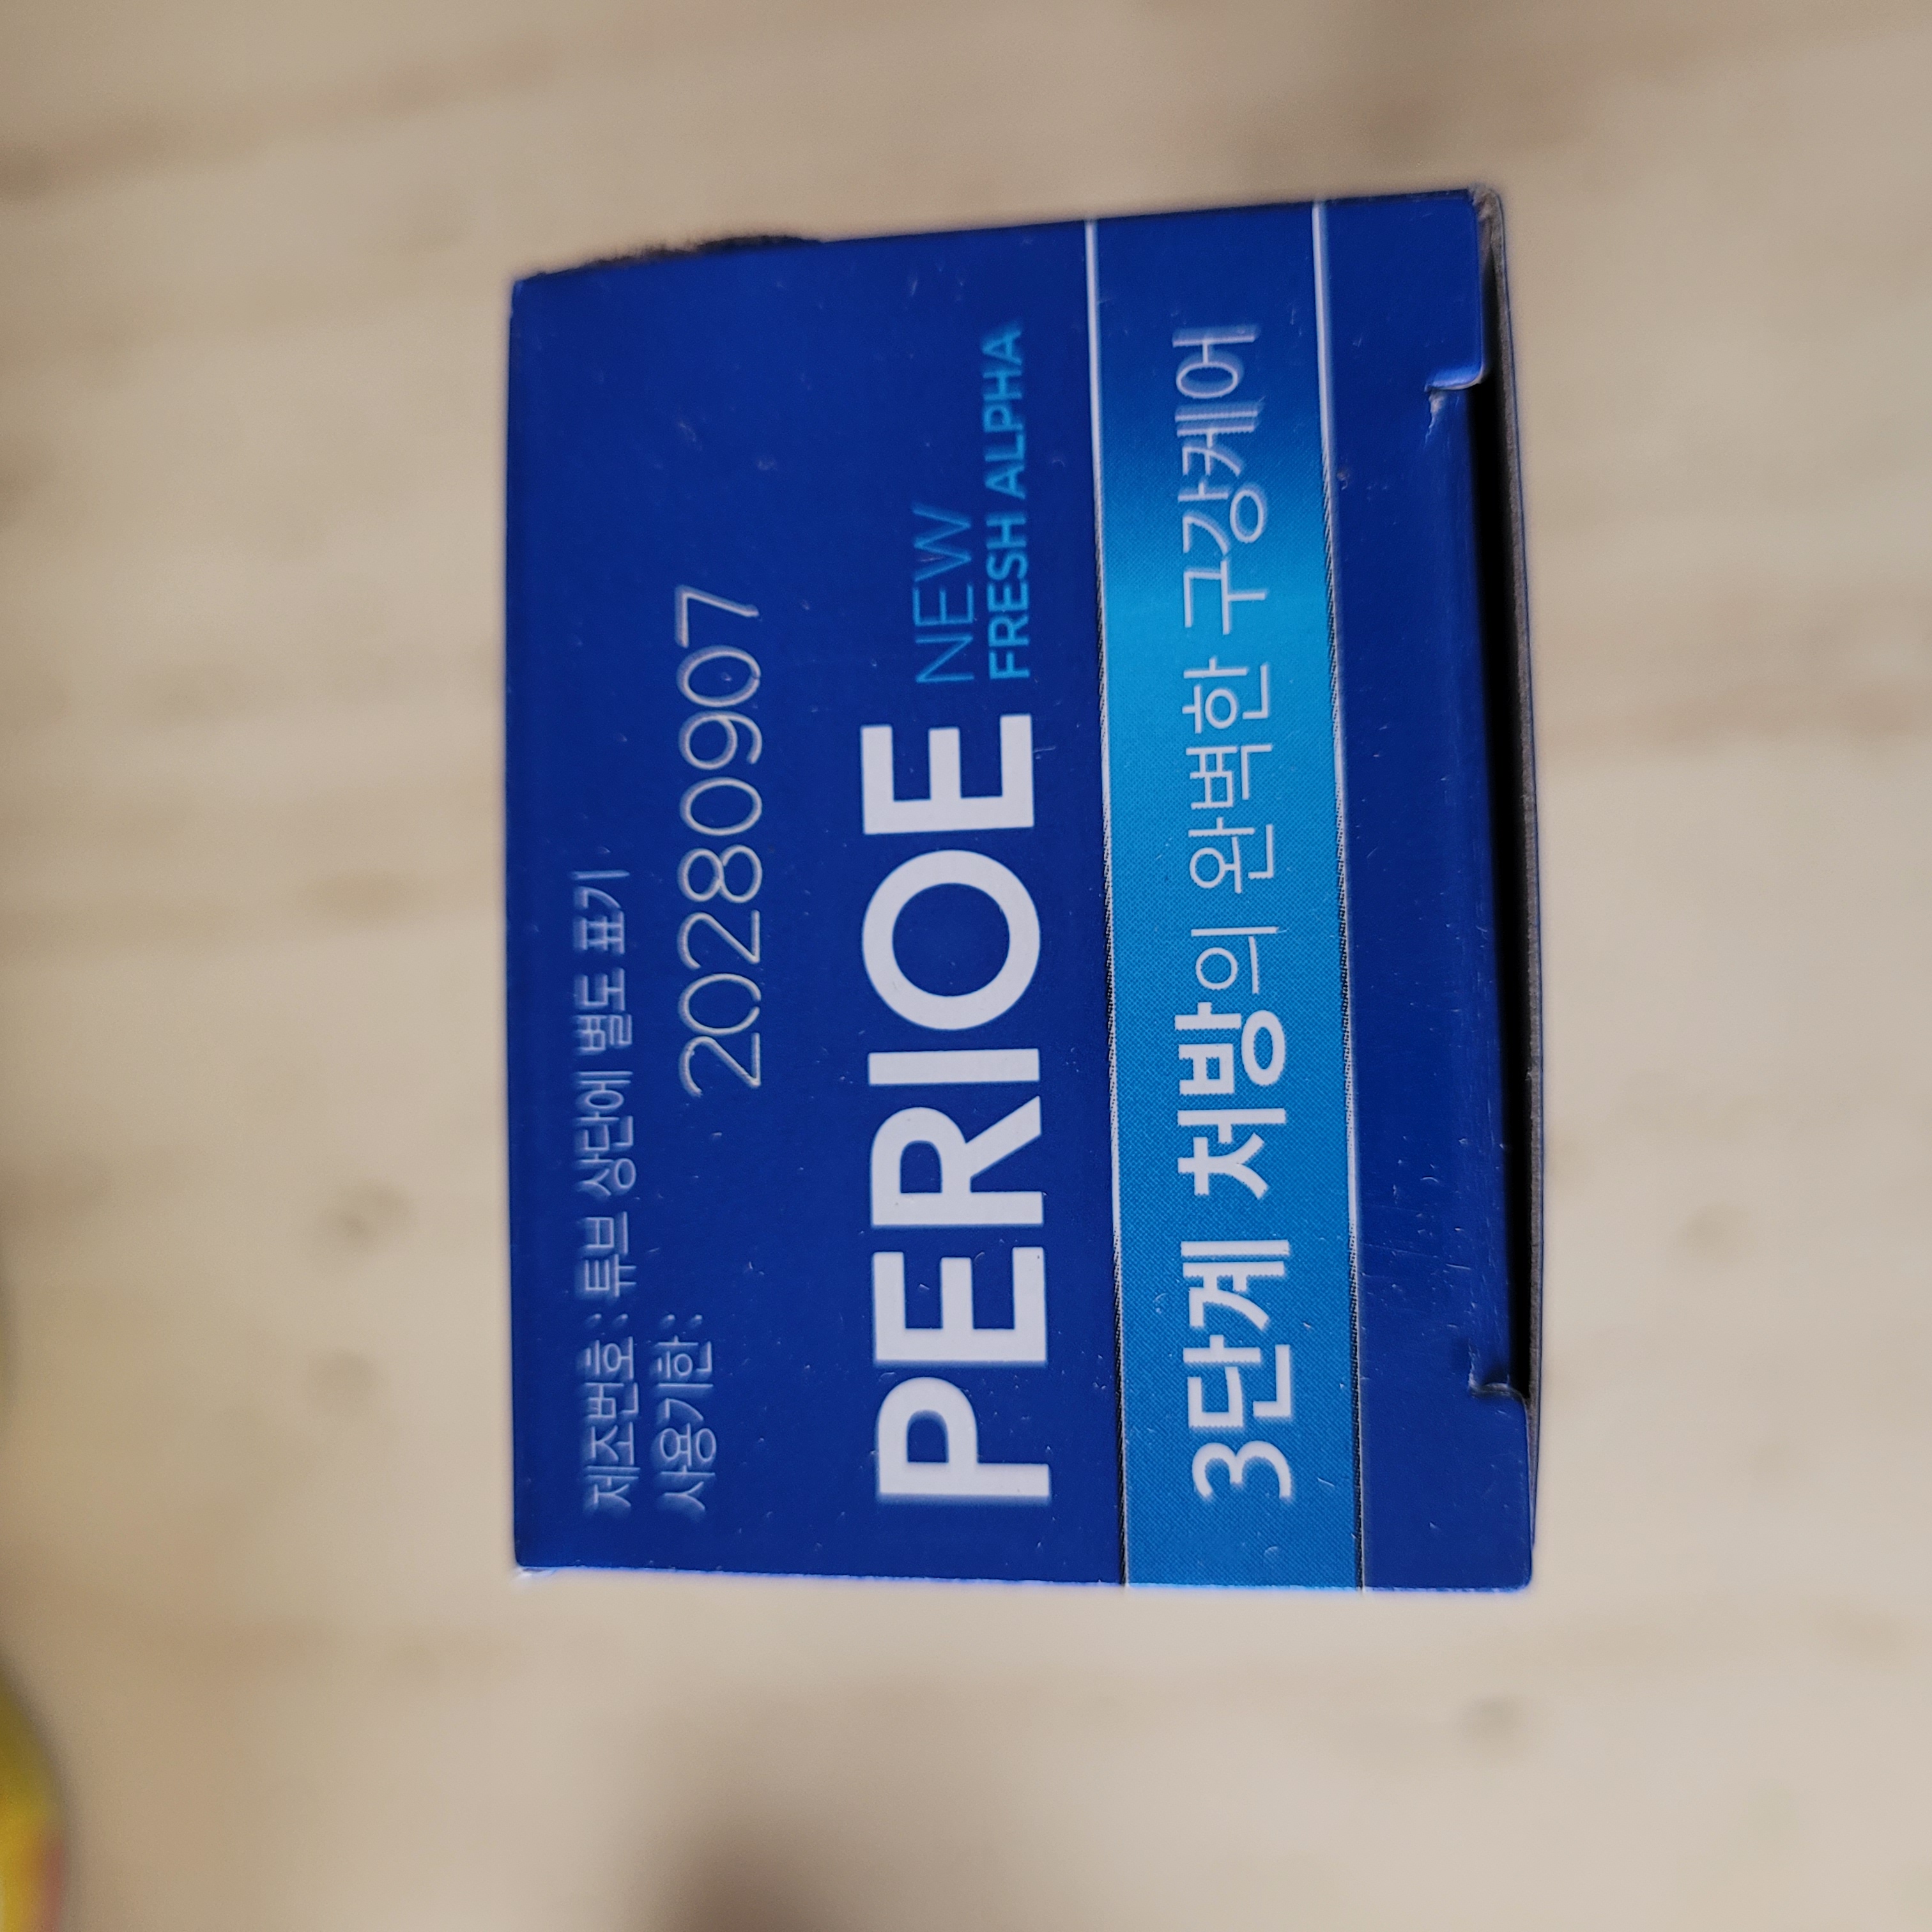 제조번호 : 튜브 상단에 별도 표기
사용기한 :
20280907
PERIOE
NEW
FRESH ALPHA
3단계 처방의 완벽한 구강케어